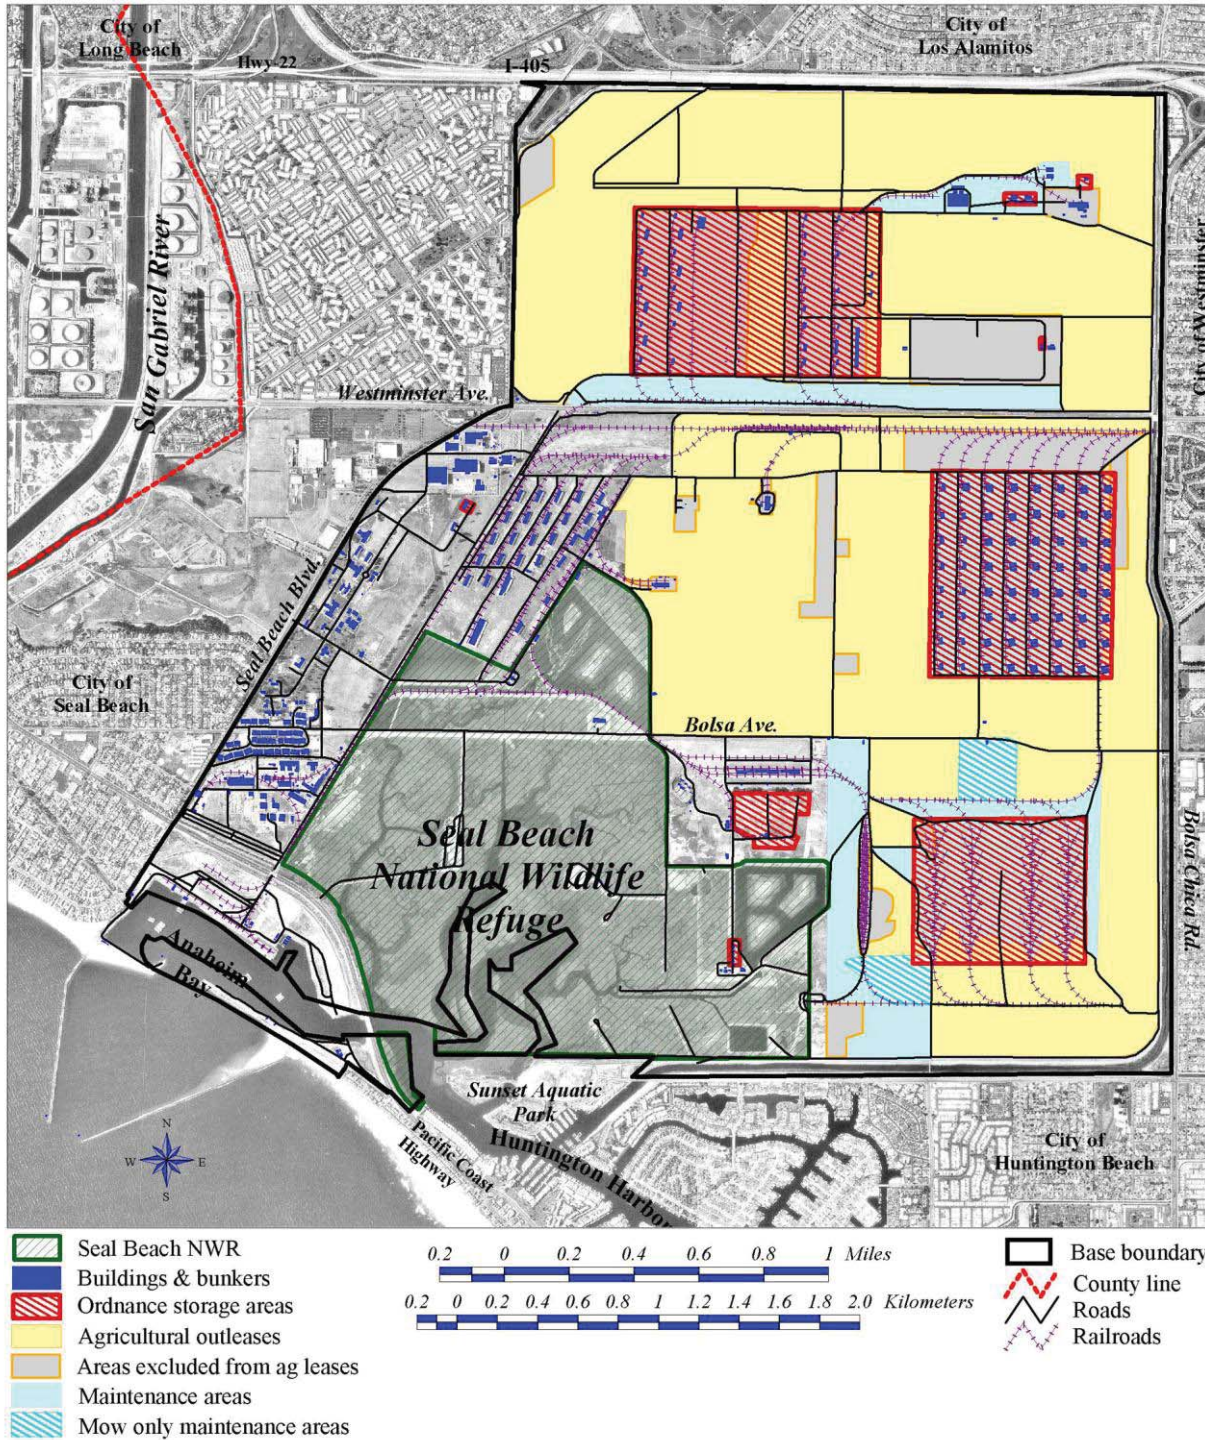 City of
Long Beach
City of
Los Alamitos
Hwy-22
I-405
San Gabriel River
City of Westminster
Westminster Ave.
Seal Beach Blvd.
City of
Seal Beach
Bolsa Ave.
Seal Beach
National Wildlife
Refuge
Bolsa Chica Rd.
Anaheim
Bay
Sunset Aquatic
Park
Huntington Harbor
Pacific Coast
Highway
City of
Huntington Beach
N
W
E
S
Seal Beach NWR
Buildings & bunkers
Ordnance storage areas
Agricultural outleases
Areas excluded from ag leases
Maintenance areas
Mow only maintenance areas
0.2 0 0.2 0.4 0.6 0.8 1 Miles
0.2 0 0.2 0.4 0.6 0.8 1 1.2 1.4 1.6 1.8 2.0 Kilometers
Base boundary
County line
Roads
Railroads